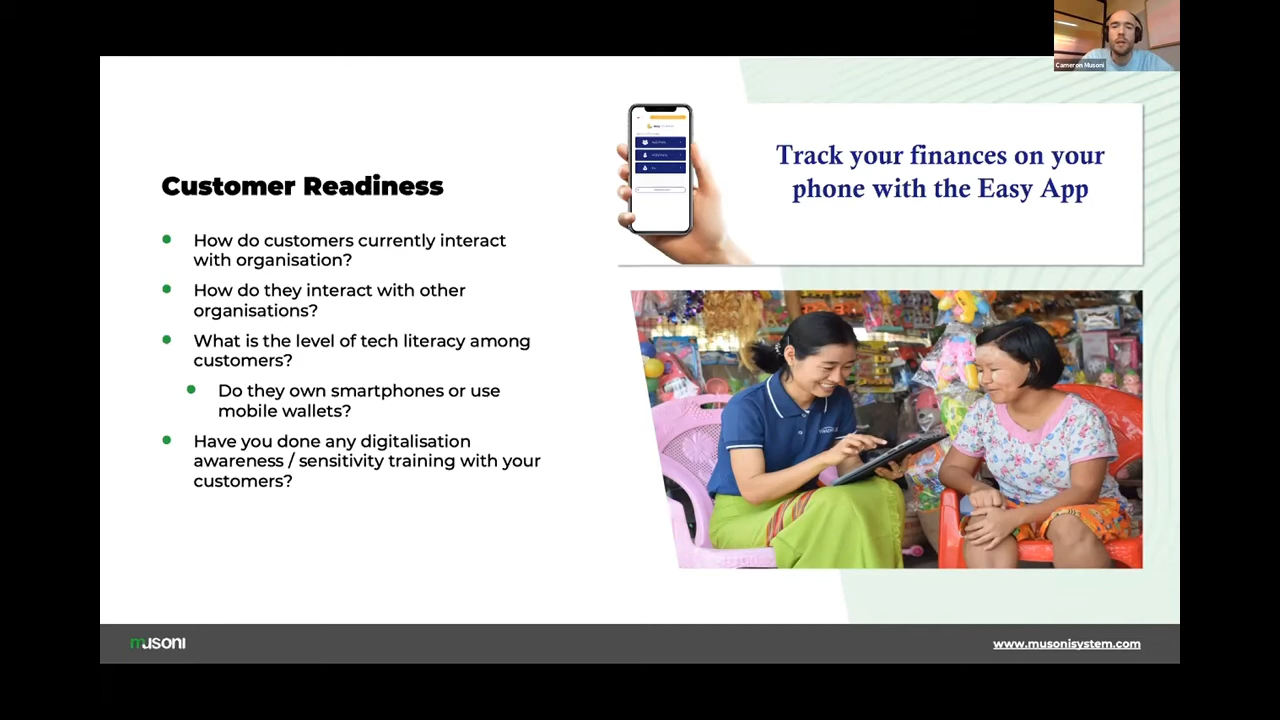 Cameron Musoni
Track your finances on your
phone with the Easy App
Customer Readiness
How do customers currently interact
with organisation?
How do they interact with other
organisations?
What is the level of tech literacy among
customers?
Do they own smartphones or use
mobile wallets?
Have you done any digitalisation
awareness / sensitivity training with your
customers?
musoni
www.musonisystem.com